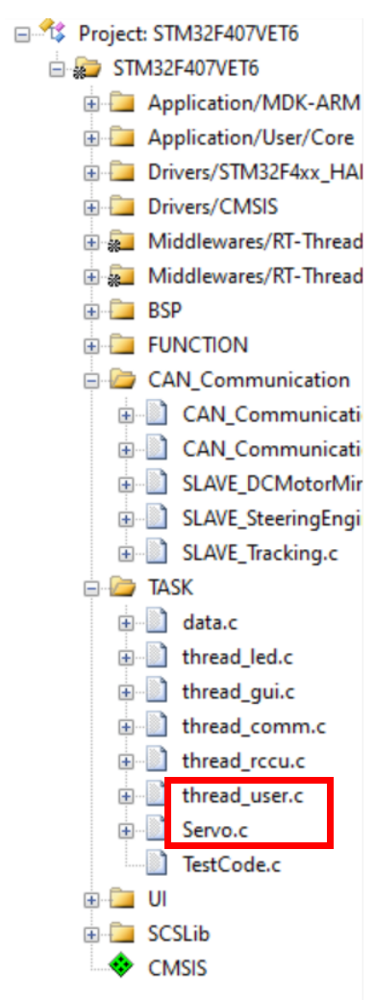 Project: STM32F407VET6
STM32F407VET6
Application/MDK-ARM
Application/User/Core
Drivers/STM32F4xx_HAL
Drivers/CMSIS
Middlewares/RT-Thread
Middlewares/RT-Thread
BSP
FUNCTION
CAN_Communication
CAN_Communicati
CAN_Communicati
SLAVE_DCMotorMir
SLAVE_SteeringEngi
SLAVE_Tracking.c
TASK
data.c
thread_led.c
thread_gui.c
thread_comm.c
thread_rccu.c
thread_user.c
Servo.c
TestCode.c
UI
SCSLib
CMSIS